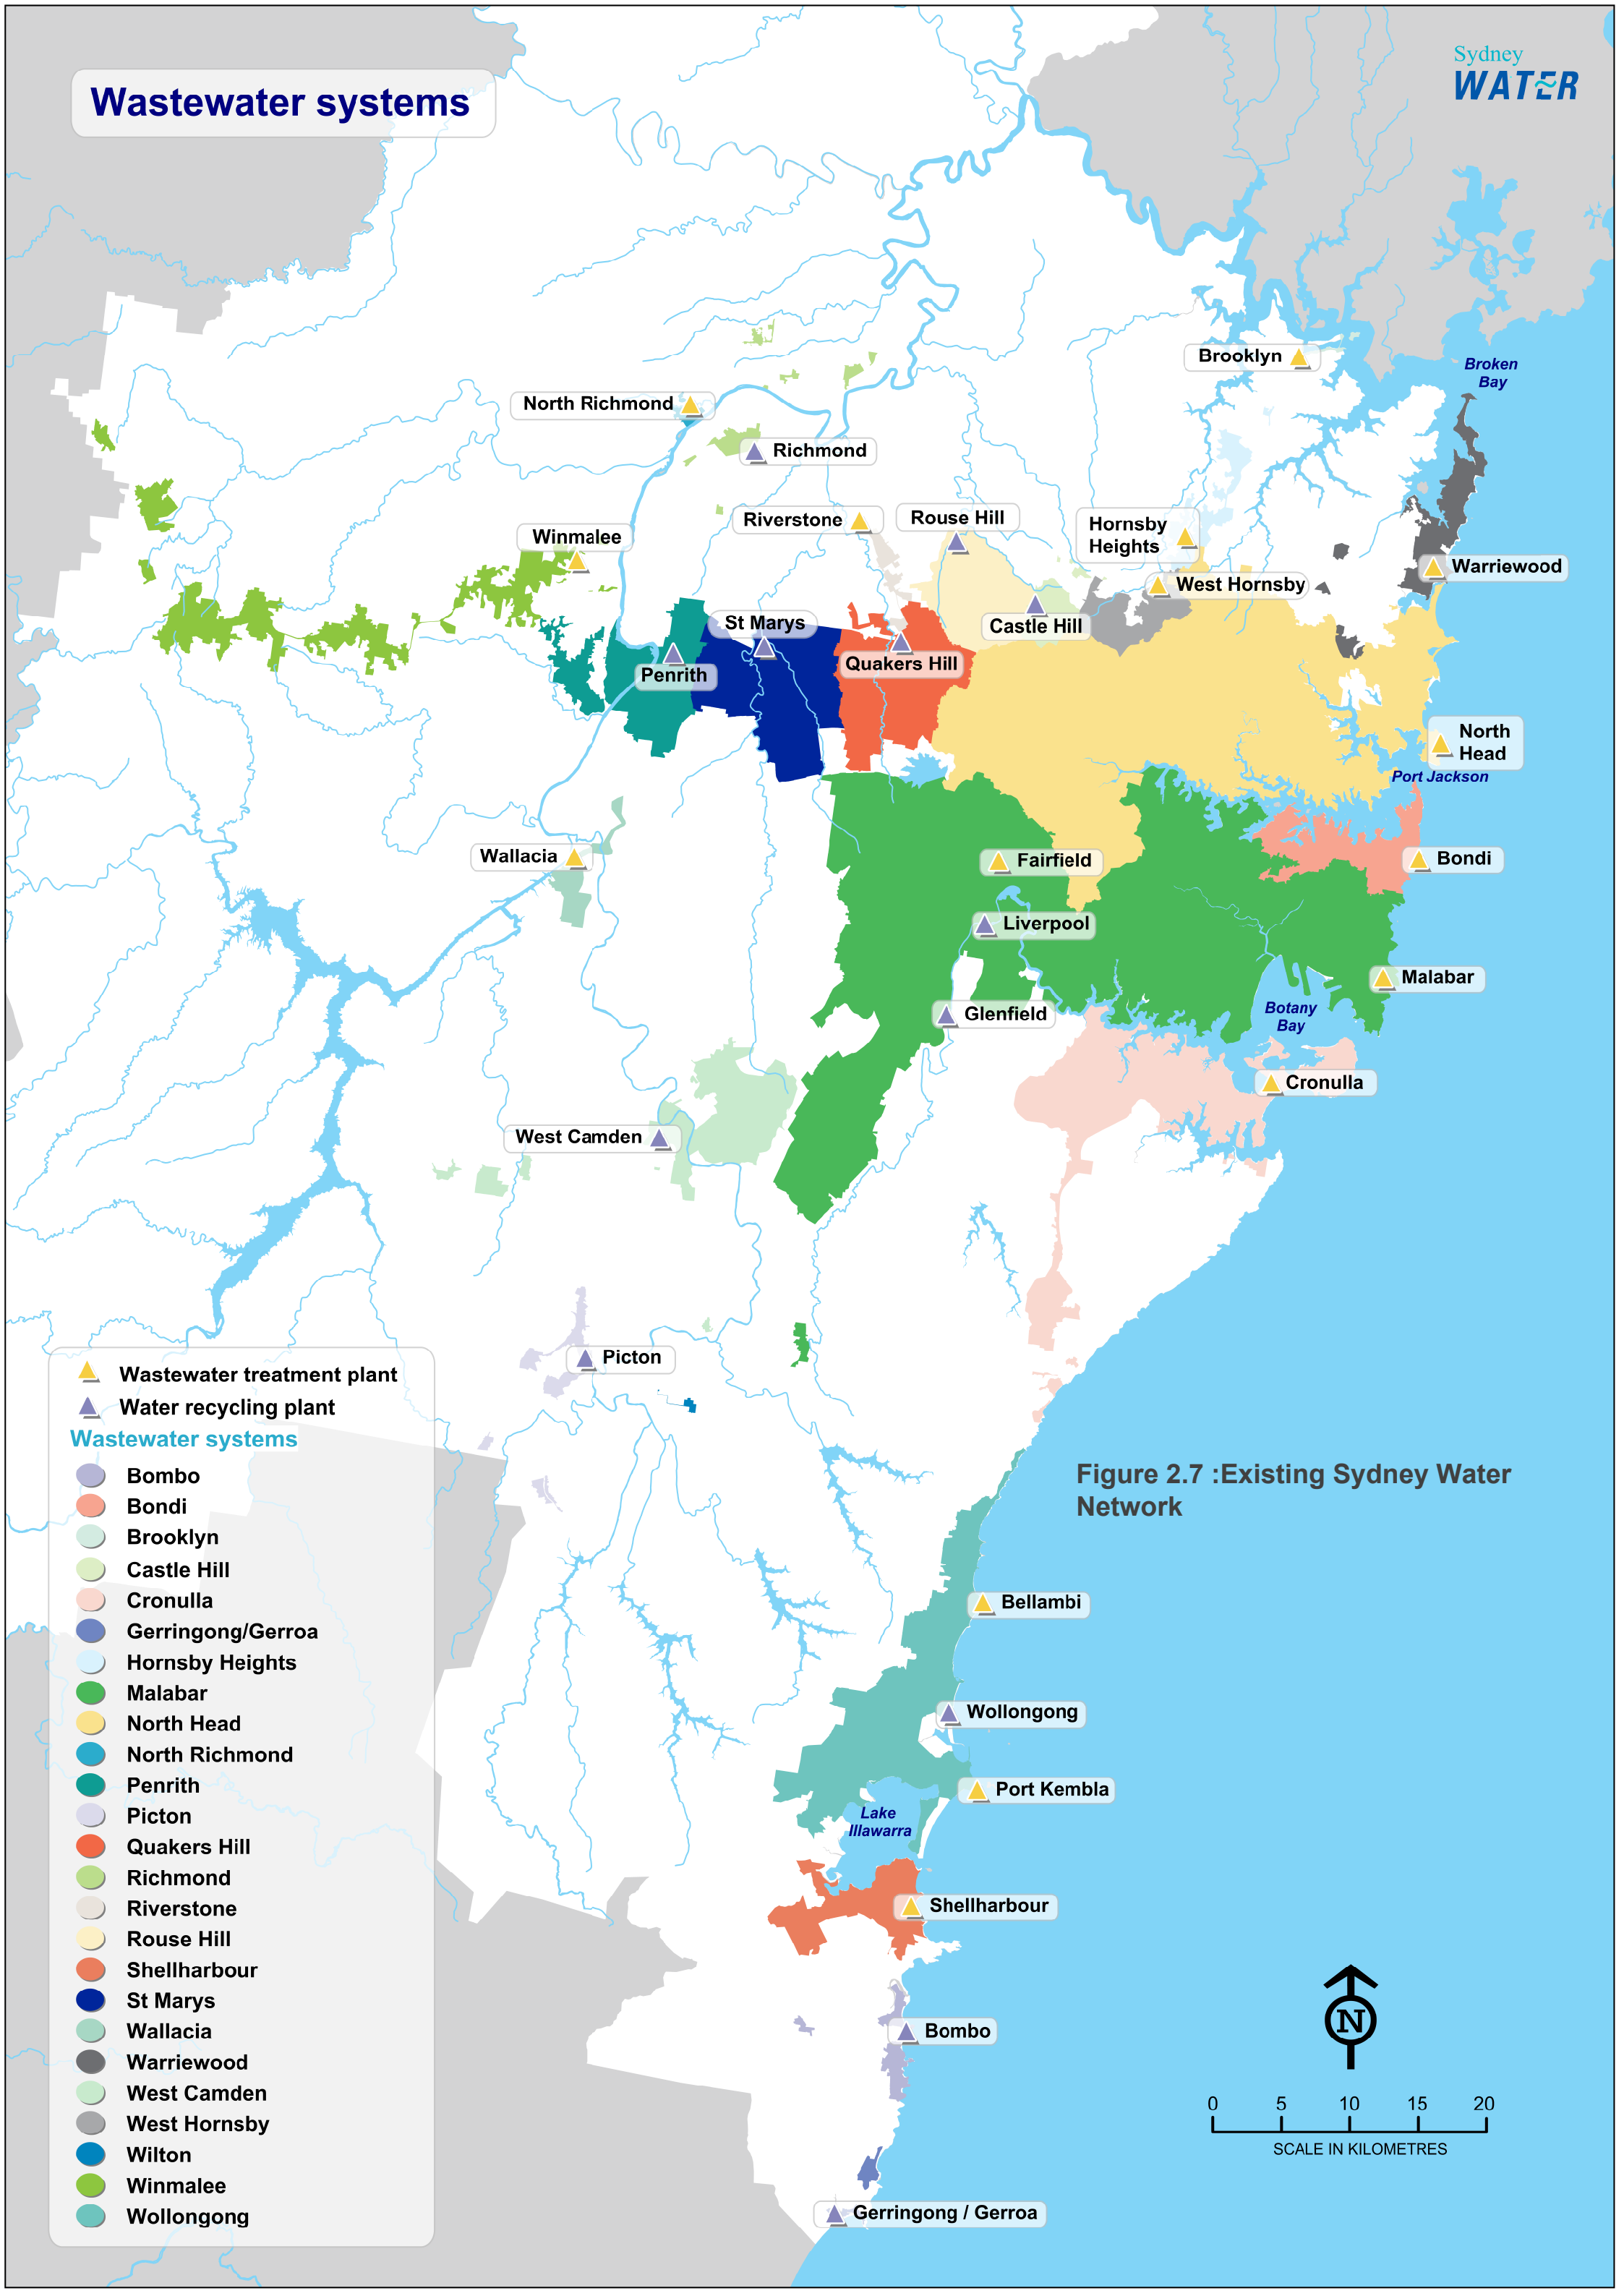 Wastewater systems
Sydney
WATER
Brooklyn
Broken
Bay
North Richmond
Richmond
Riverstone
Rouse Hill
Hornsby
Heights
Winmalee
Warriewood
West Hornsby
St Marys
Castle Hill
Quakers Hill
Penrith
North
Head
Port Jackson
Wallacia
Fairfield
Bondi
Liverpool
Malabar
Glenfield
Botany
Bay
Cronulla
West Camden
Picton
Wastewater treatment plant
Water recycling plant
Wastewater systems
Bombo
Bondi
Brooklyn
Castle Hill
Cronulla
Gerringong/Gerroa
Hornsby Heights
Malabar
North Head
North Richmond
Penrith
Picton
Quakers Hill
Richmond
Riverstone
Rouse Hill
Shellharbour
St Marys
Wallacia
Warriewood
West Camden
West Hornsby
Wilton
Winmalee
Wollongong
Figure 2.7 :Existing Sydney Water
Network
Bellambi
Wollongong
Port Kembla
Lake
Illawarra
Shellharbour
Bombo
Gerringong / Gerroa
N
0 5 10 15 20
SCALE IN KILOMETRES